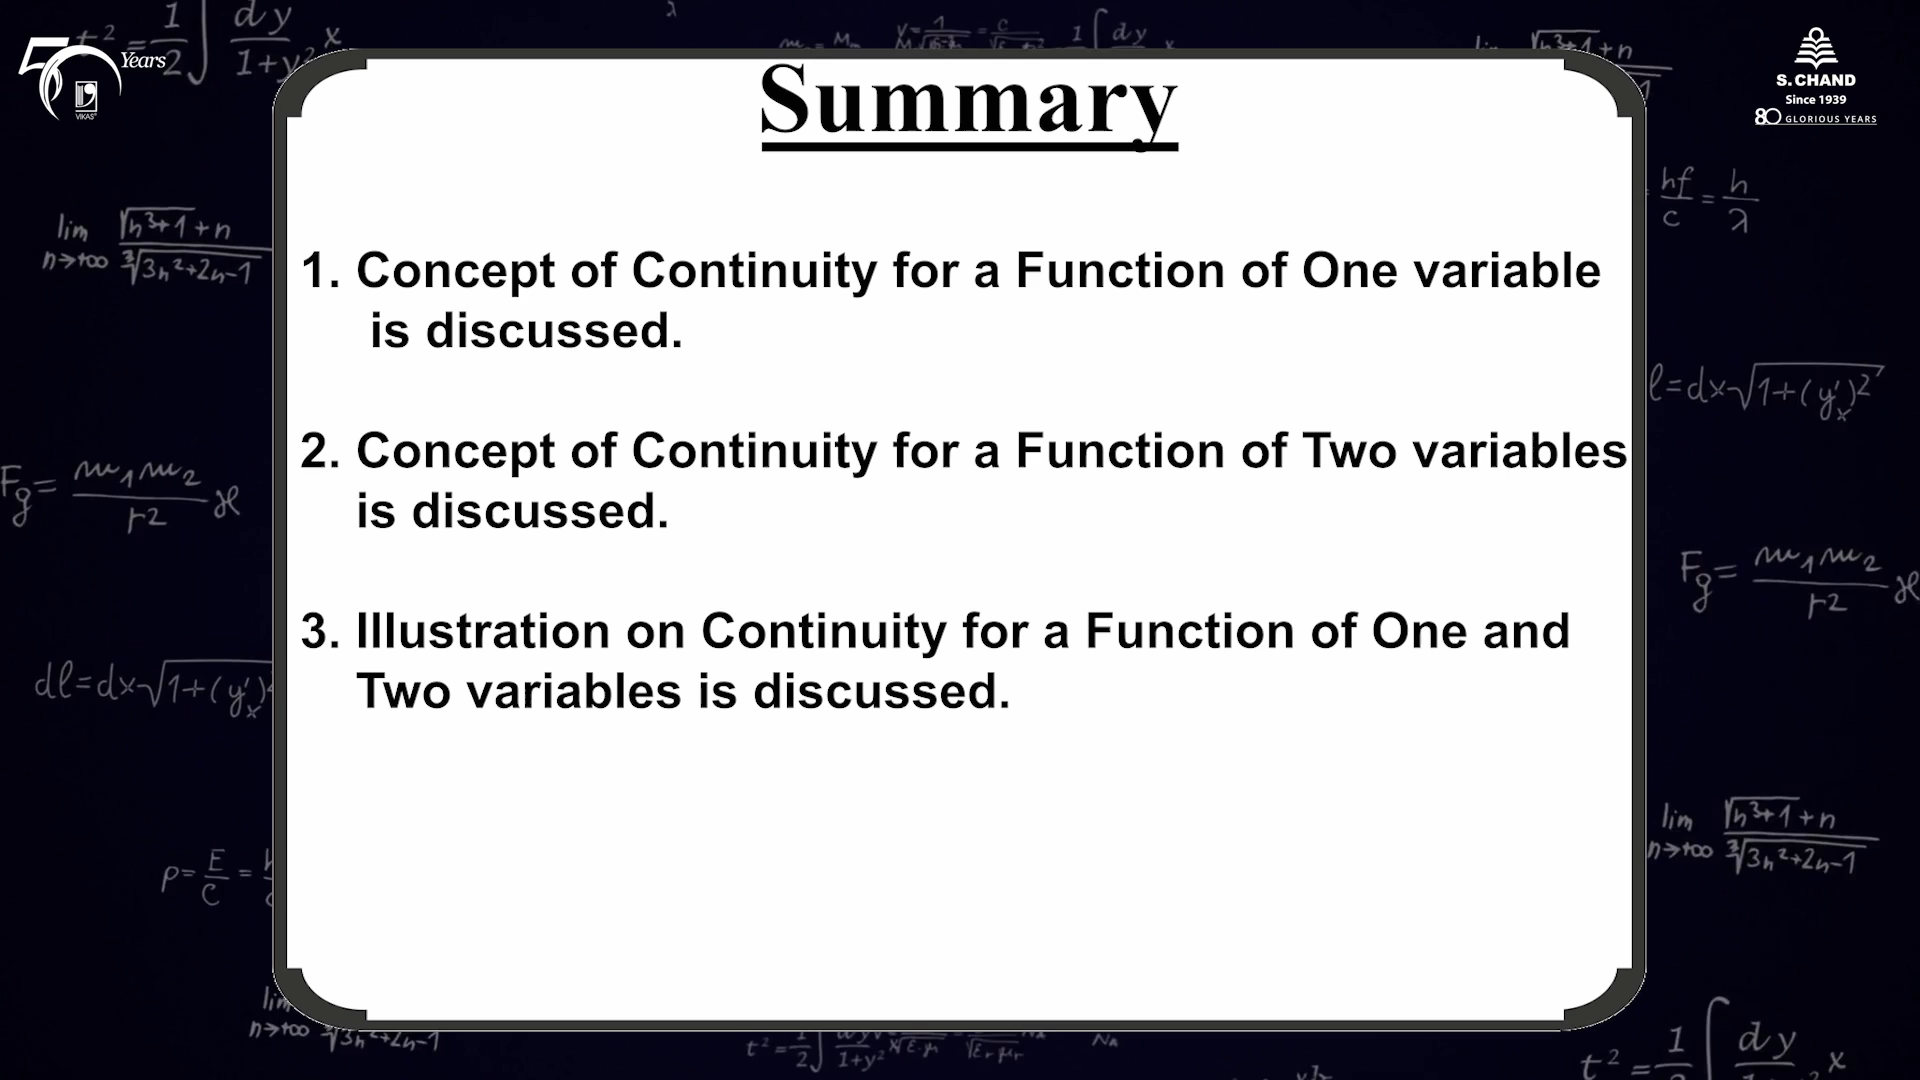 50 Years
VIKAS
S. CHAND
Since 1939
80 GLORIOUS YEARS
Summary
1. Concept of Continuity for a Function of One variable
is discussed.
2. Concept of Continuity for a Function of Two variables
is discussed.
3. Illustration on Continuity for a Function of One and
Two variables is discussed.